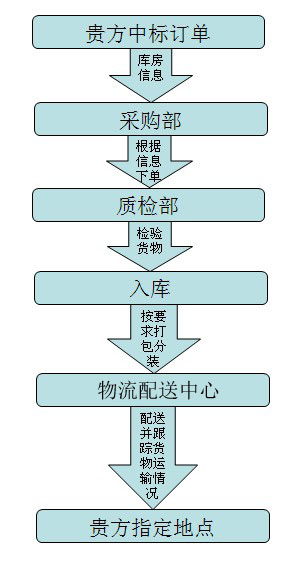 贵方中标订单
库房
信息
采购部
根据
信息
下单
质检部
检验
货物
入库
按要
求打
包分
装
物流配送中心
配送
并跟
踪货
物运
输情
况
贵方指定地点